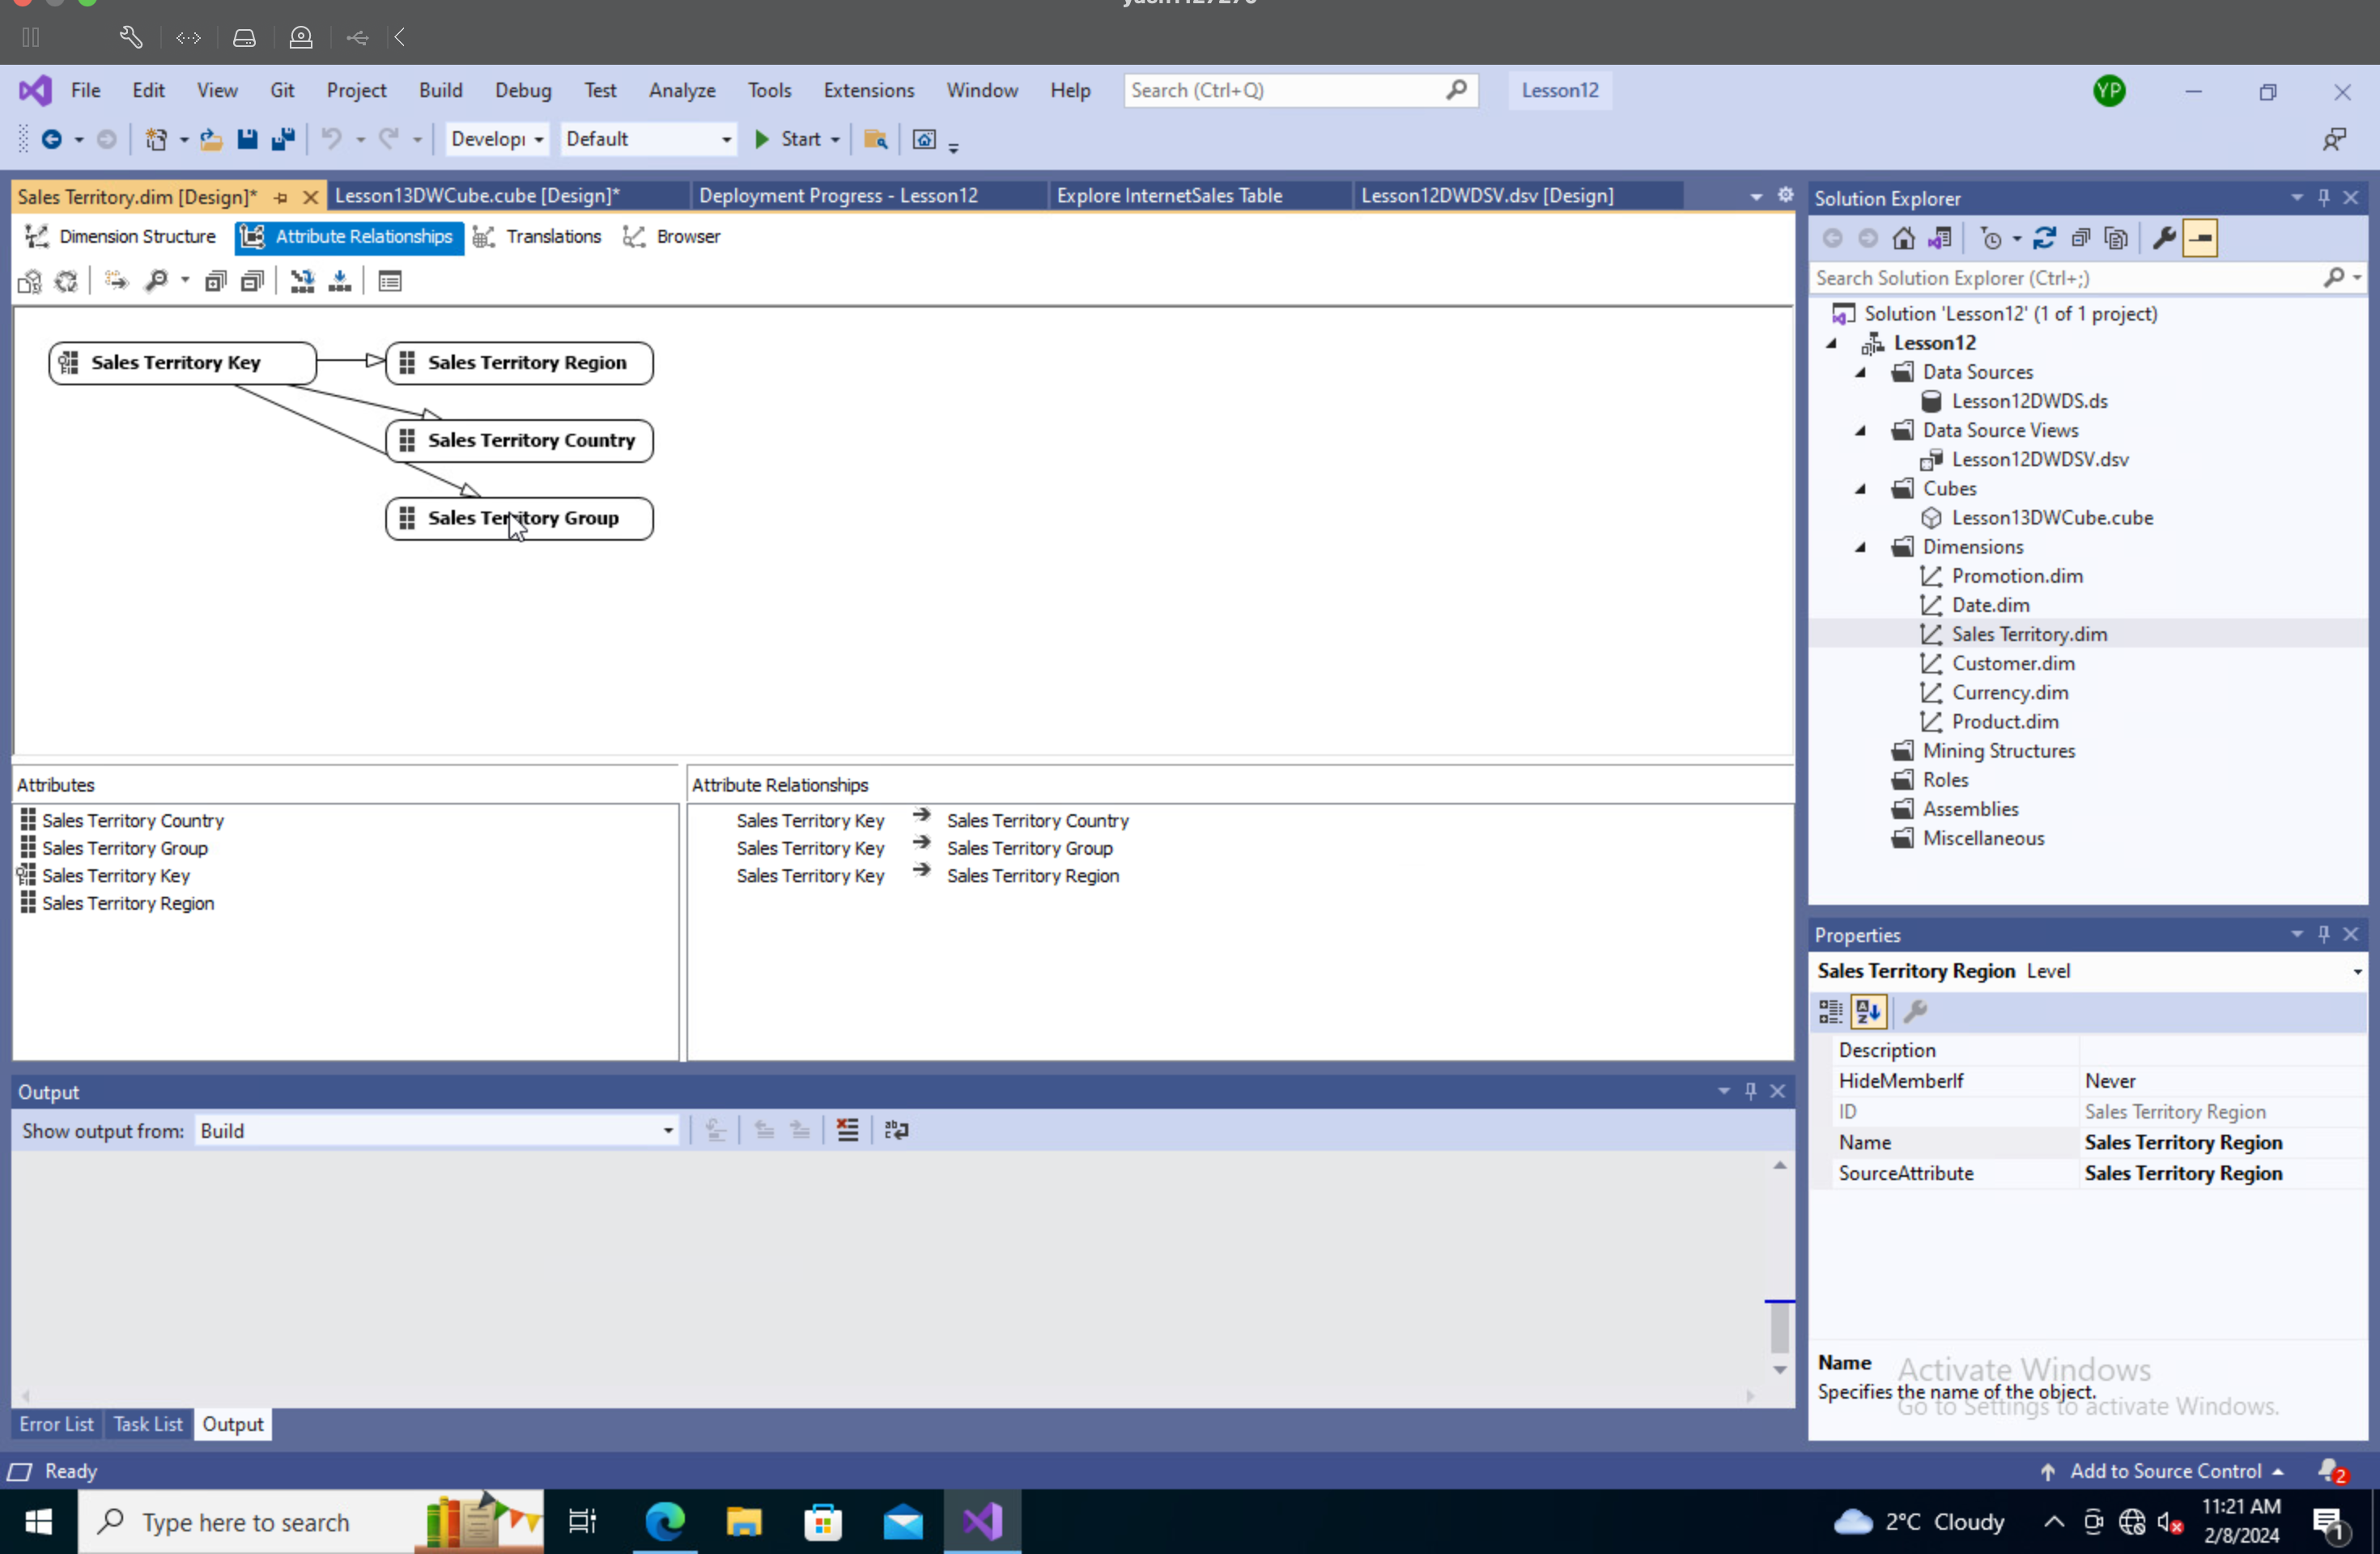 File Edit View Git Project Build Debug Test Analyze Tools Extensions Window Help Search (Ctrl+Q) Lesson12 YP
Develop Default Start
Sales Territory.dim [Design]* Lesson13DWCube.cube [Design]* Deployment Progress - Lesson12 Explore InternetSales Table Lesson12DWDSV.dsv [Design]
Dimension Structure Attribute Relationships Translations Browser
Sales Territory Key
Sales Territory Region
Sales Territory Country
Sales Territory Group
Attributes
Sales Territory Country
Sales Territory Group
Sales Territory Key
Sales Territory Region
Attribute Relationships
Sales Territory Key Sales Territory Country
Sales Territory Key Sales Territory Group
Sales Territory Key Sales Territory Region
Output
Show output from: Build
Error List Task List Output
Solution Explorer
Search Solution Explorer (Ctrl+;)
Solution 'Lesson12' (1 of 1 project)
Lesson12
Data Sources
Lesson12DWDS.ds
Data Source Views
Lesson12DWDSV.dsv
Cubes
Lesson13DWCube.cube
Dimensions
Promotion.dim
Date.dim
Sales Territory.dim
Customer.dim
Currency.dim
Product.dim
Mining Structures
Roles
Assemblies
Miscellaneous
Properties
Sales Territory Region Level
Description
HideMemberIf Never
ID Sales Territory Region
Name Sales Territory Region
SourceAttribute Sales Territory Region
Name
Specifies the name of the object.
Activate Windows
Go to Settings to activate Windows.
Ready
Add to Source Control 2
Type here to search
2°C Cloudy
11:21 AM
2/8/2024
1